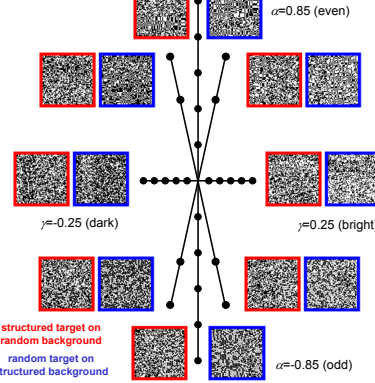 α=0.85 (even)
γ=-0.25 (dark)
γ=0.25 (bright)
structured target on
random background
random target on
structured background
α=-0.85 (odd)